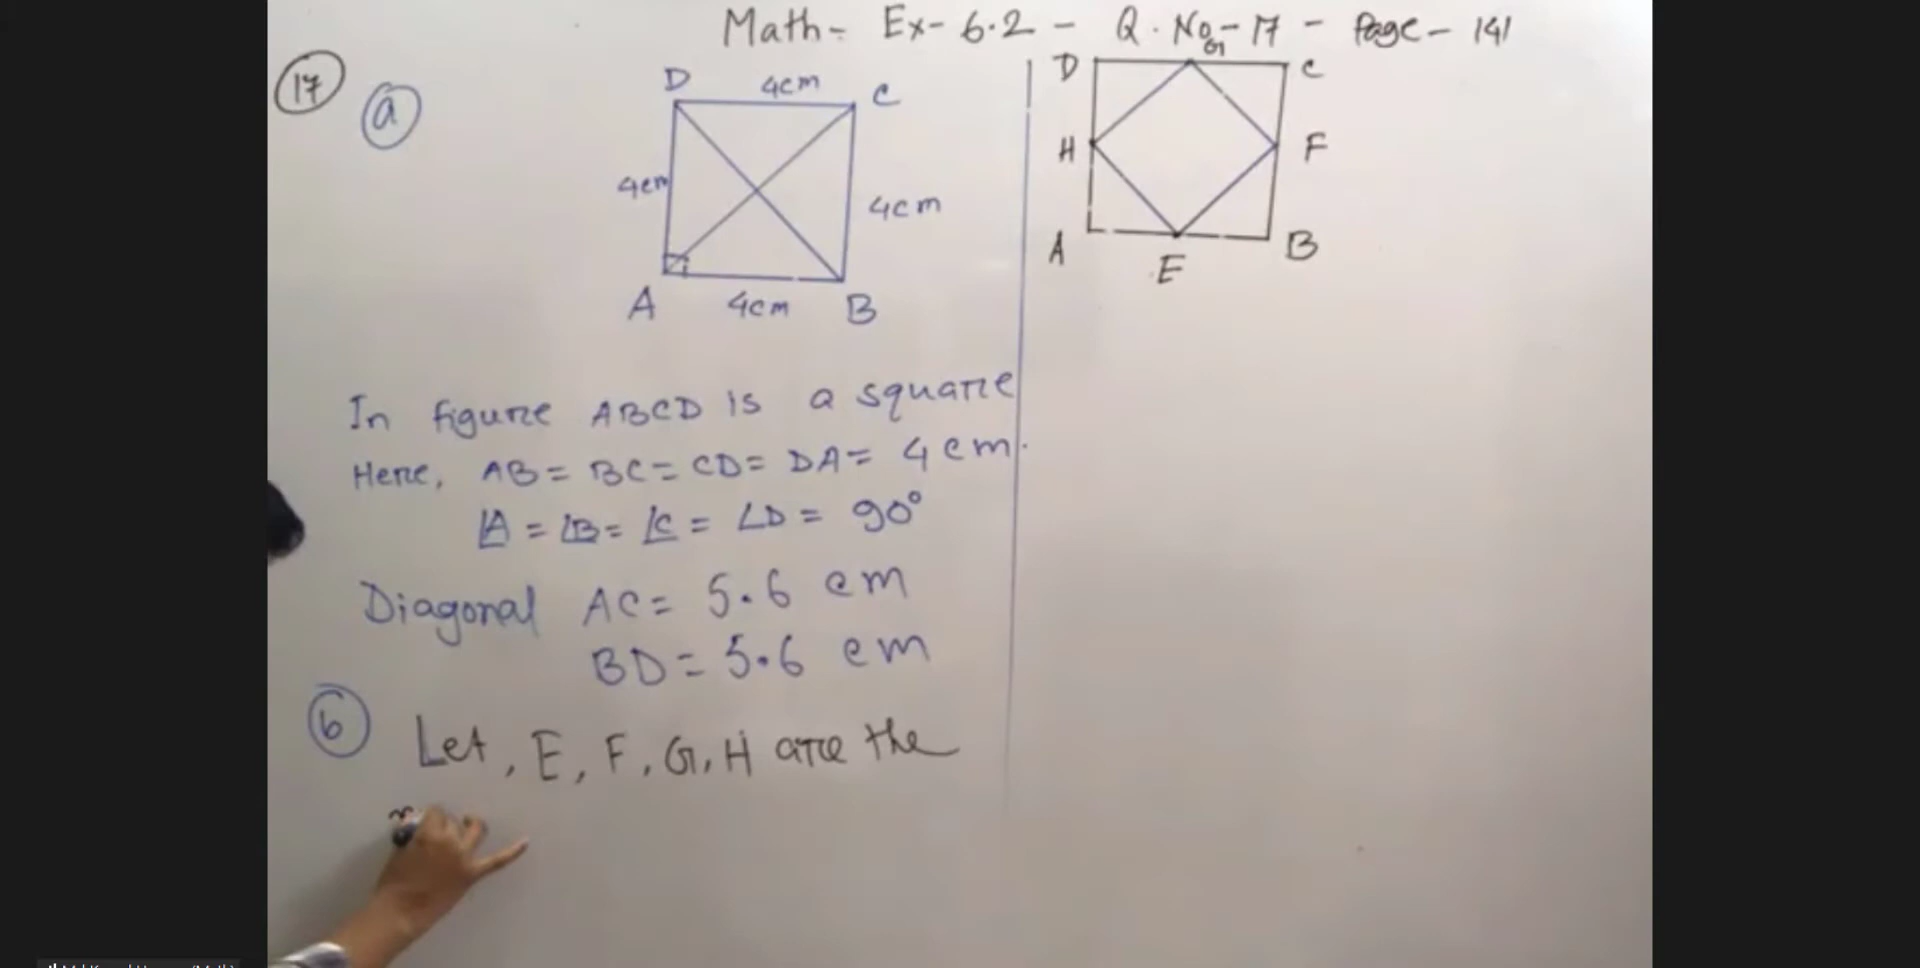 Math- Ex- 6.2 - Q. No- 17 - Page - 141
17
a
D 4cm C
4cm
4cm
A 4cm B
D G C
H F
A E B
In figure ABCD is a square
Here, AB = BC = CD = DA = 4 cm.
∠A = ∠B = ∠C = ∠D = 90°
Diagonal AC = 5.6 cm
BD = 5.6 cm
b Let, E, F, G, H are the